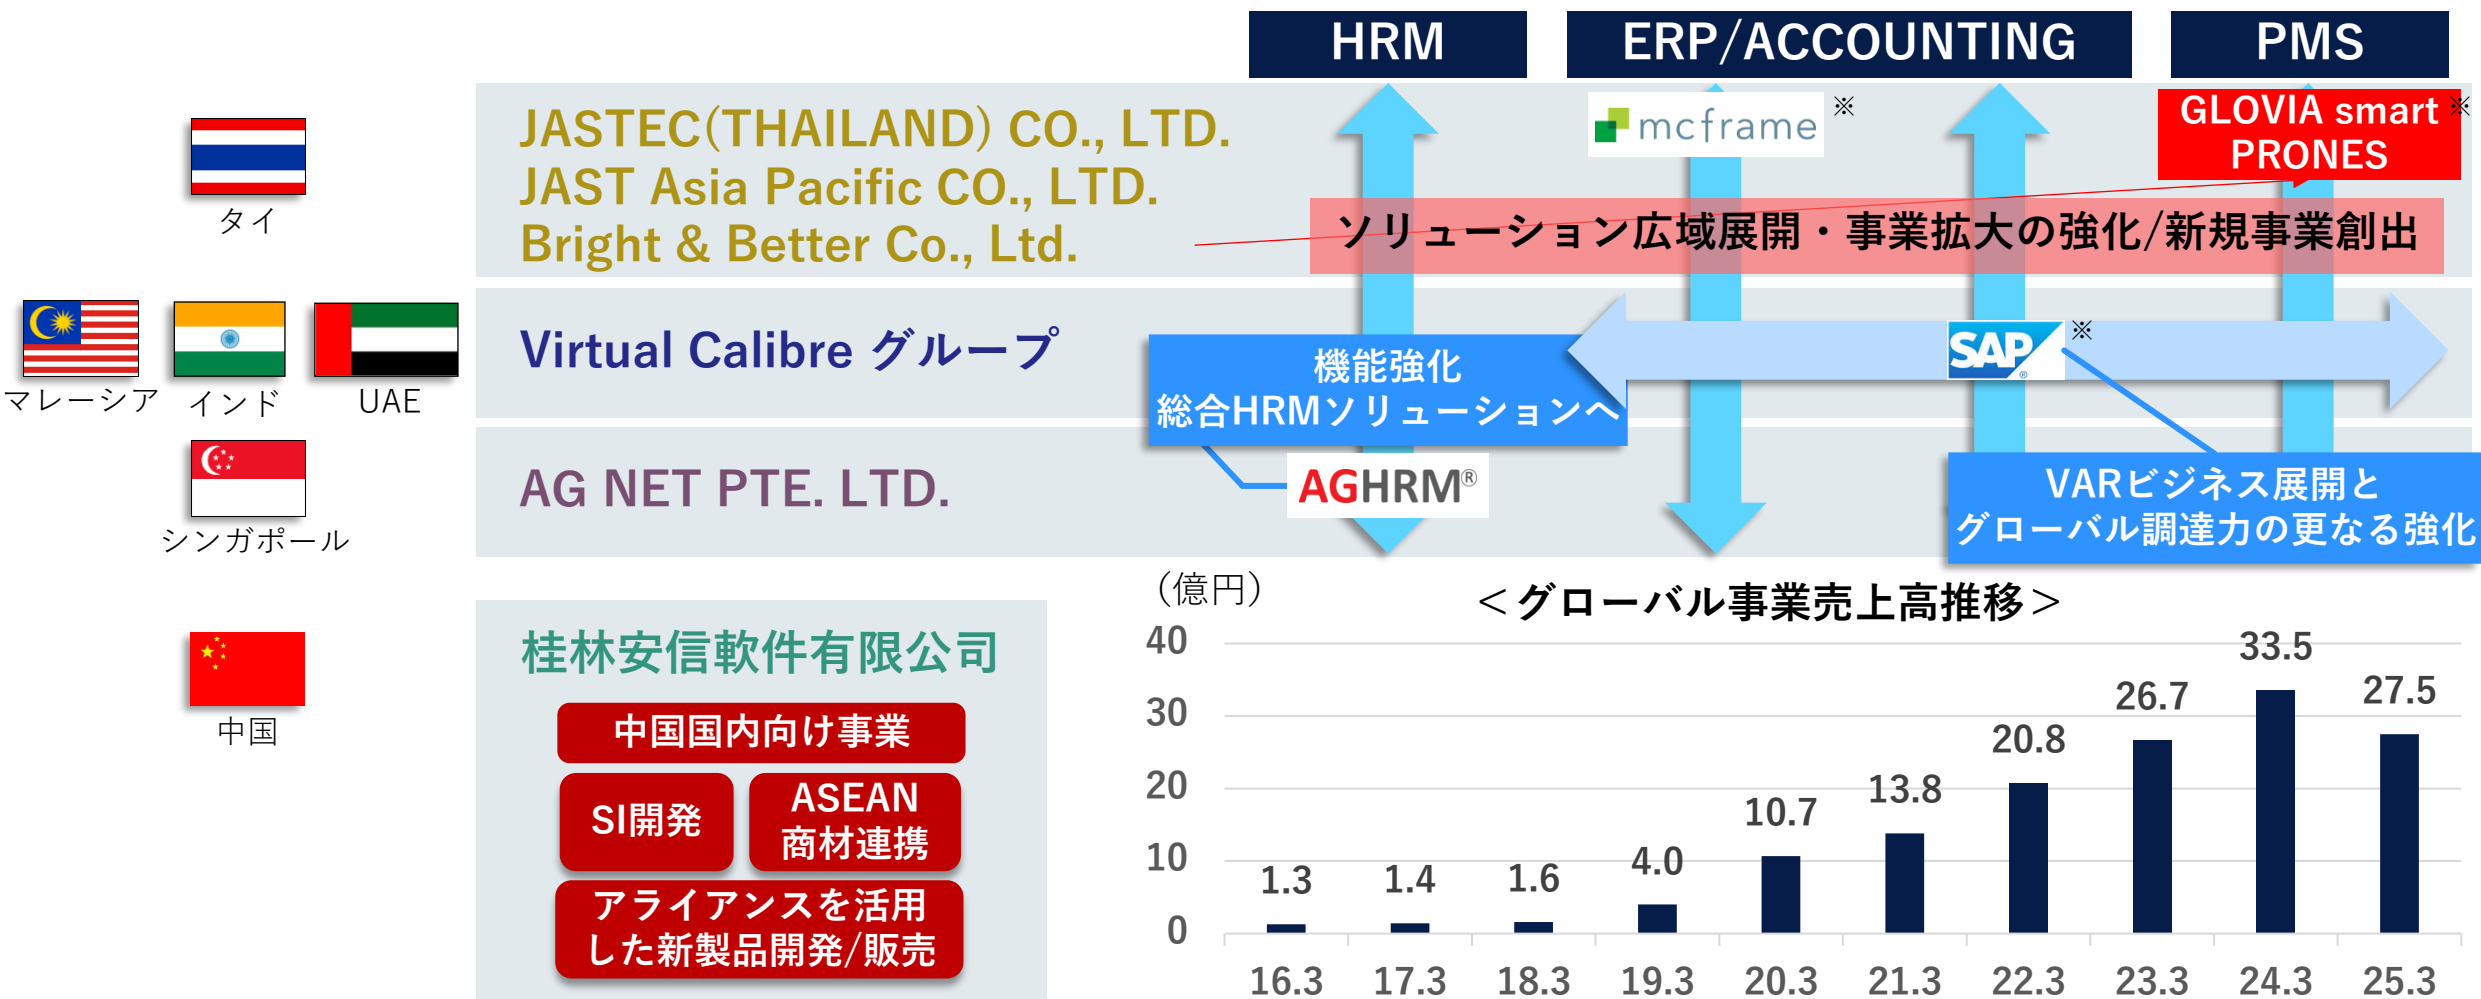 HRM
ERP/ACCOUNTING
PMS
タイ
JASTEC(THAILAND) CO., LTD.
JAST Asia Pacific CO., LTD.
Bright & Better Co., Ltd.
mcframe ※
GLOVIA smart ※
PRONES
ソリューション広域展開・事業拡大の強化/新規事業創出
マレーシア
インド
UAE
Virtual Calibre グループ
機能強化
総合HRMソリューションへ
SAP® ※
シンガポール
AG NET PTE. LTD.
AGHRM®
VARビジネス展開と
グローバル調達力の更なる強化
中国
桂林安信軟件有限公司
中国国内向け事業
SI開発
ASEAN
商材連携
アライアンスを活用
した新製品開発/販売
(億円)
＜グローバル事業売上高推移＞
40
30
20
10
0
1.3
1.4
1.6
4.0
10.7
13.8
20.8
26.7
33.5
27.5
16.3
17.3
18.3
19.3
20.3
21.3
22.3
23.3
24.3
25.3